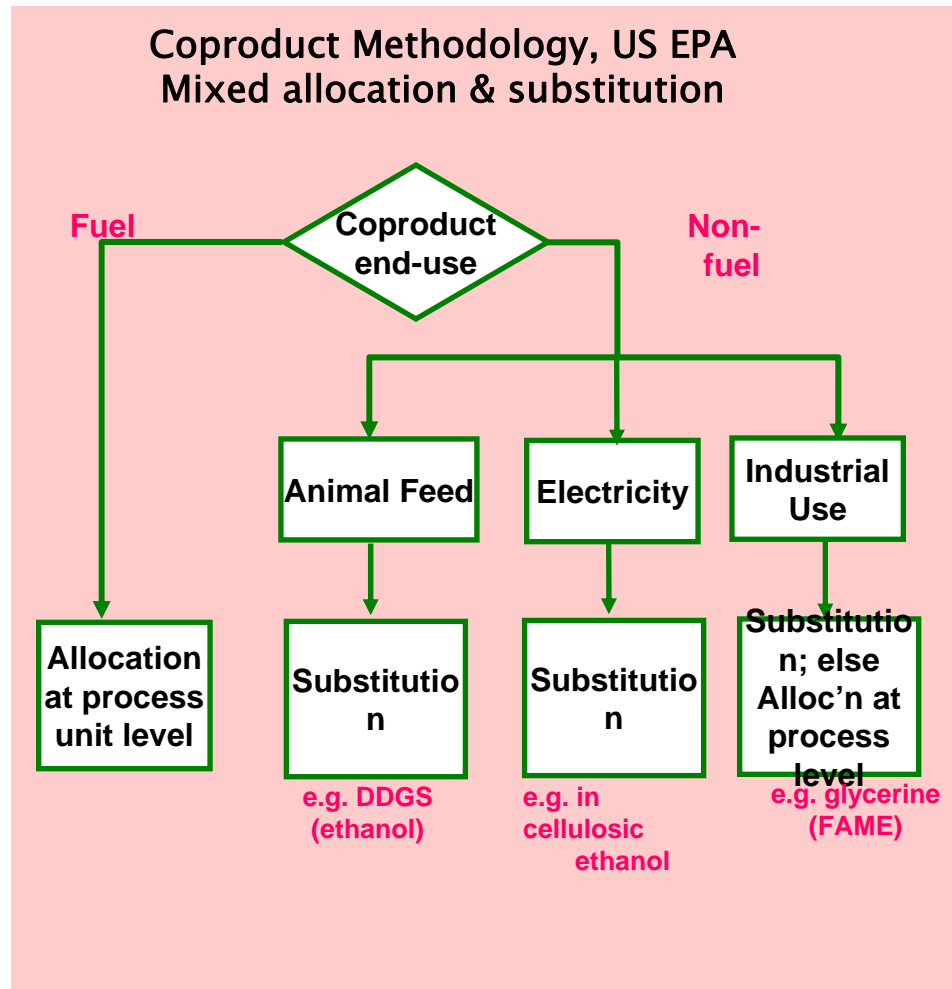 Coproduct Methodology, US EPA
Mixed allocation & substitution
Fuel
Coproduct
end-use
Non-
fuel
Animal Feed
Electricity
Industrial
Use
Allocation
at process
unit level
Substitutio
n
Substitutio
n
Substitutio
n; else
Alloc’n at
process
level
e.g. DDGS
(ethanol)
e.g. in
cellulosic
ethanol
e.g. glycerine
(FAME)